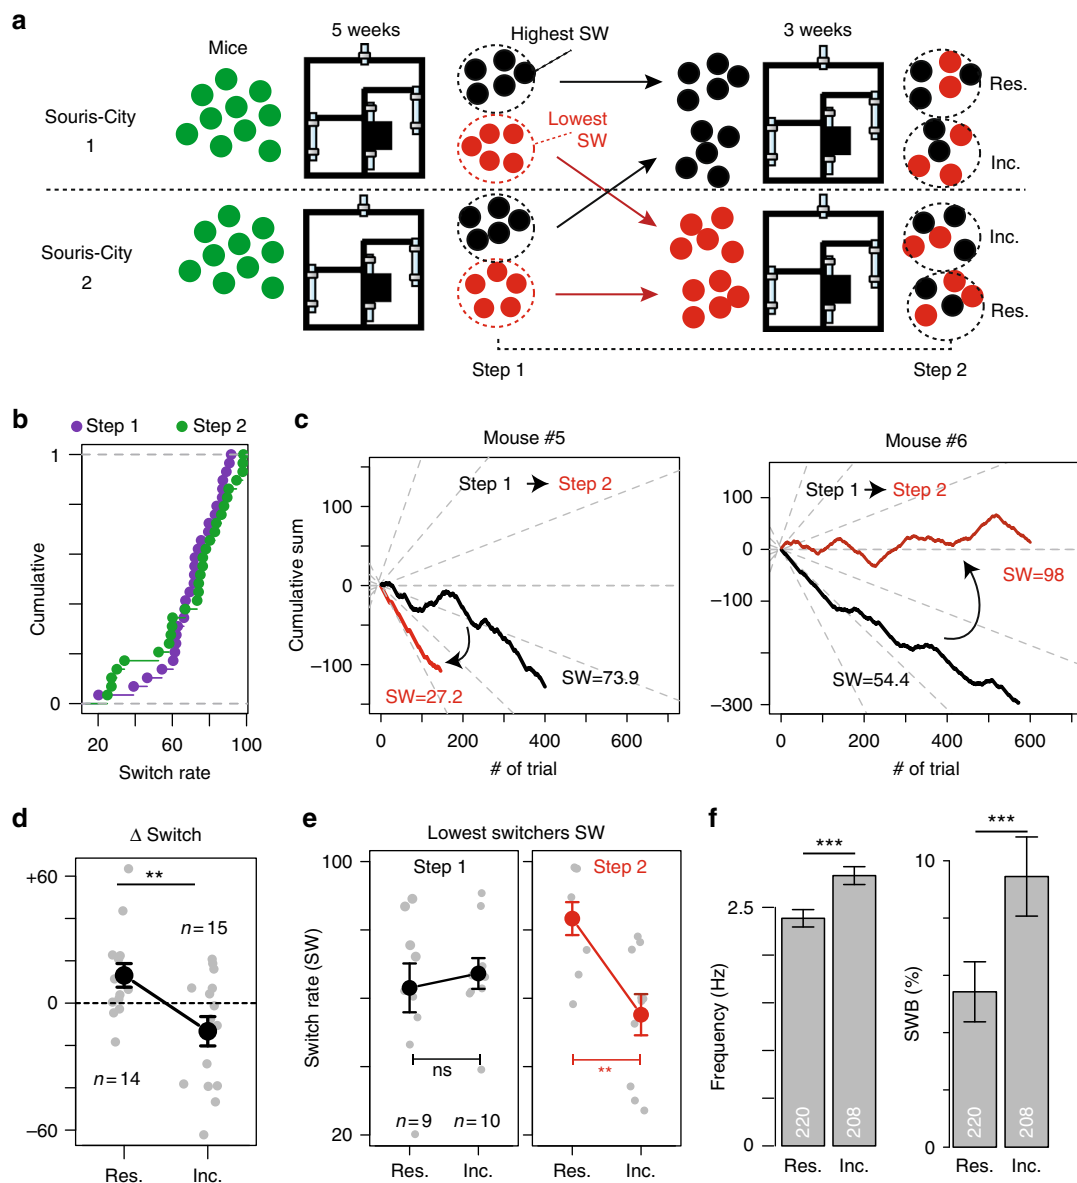 a
Mice
5 weeks
Highest SW
3 weeks
Souris-City
1
Lowest
SW
Res.
Inc.
Souris-City
2
Inc.
Res.
Step 1
Step 2
b
Step 1
Step 2
1
Cumulative
0
20
60
100
Switch rate
c
Mouse #5
Step 1
Step 2
100
0
−100
Cumulative sum
SW=27.2
SW=73.9
0
200
400
600
# of trial
Mouse #6
Step 1
Step 2
100
0
−100
−300
SW=98
SW=54.4
0
200
400
600
# of trial
d
Δ Switch
+60
0
−60
**
n=15
n=14
Res.
Inc.
e
Lowest switchers SW
Step 1
Step 2
100
20
Switch rate (SW)
ns
**
n=9
n=10
Res.
Inc.
Res.
Inc.
f
***
2.5
0
Frequency (Hz)
220
208
Res.
Inc.
***
10
0
SWB (%)
220
208
Res.
Inc.